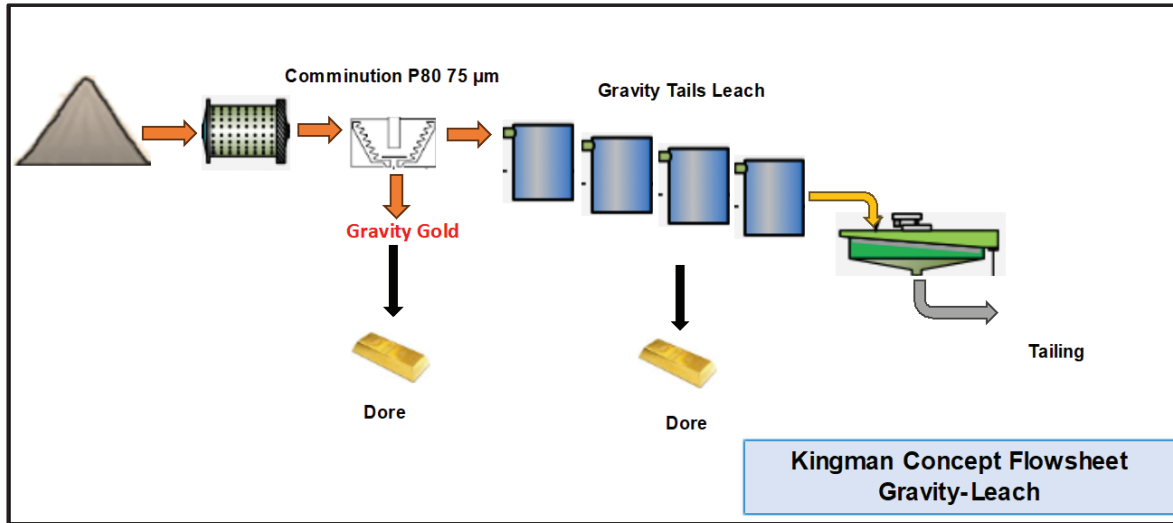 Comminution P80 75 µm
Gravity Tails Leach
Gravity Gold
Dore
Dore
Tailing
Kingman Concept Flowsheet
Gravity-Leach